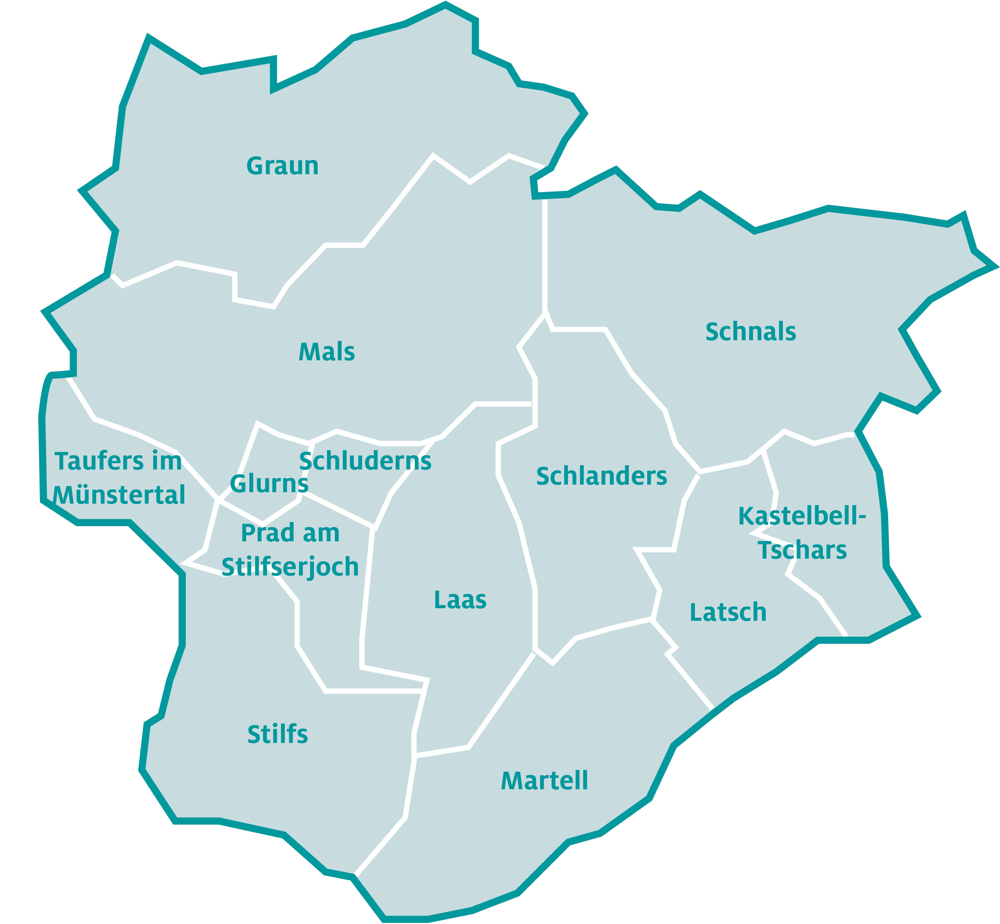 Graun
Schnals
Mals
Taufers im
Münstertal
Schluderns
Glurns
Schlanders
Kastelbell-
Tschars
Prad am
Stilfserjoch
Laas
Latsch
Stilfs
Martell